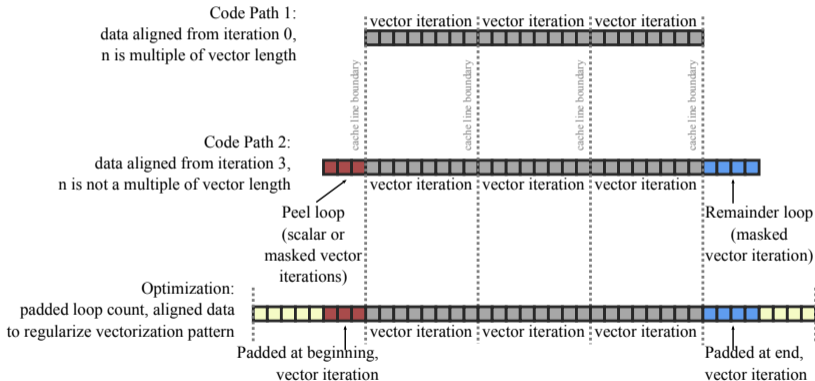 Code Path 1:
data aligned from iteration 0,
n is multiple of vector length
vector iteration vector iteration vector iteration
cache line boundary cache line boundary cache line boundary cache line boundary
Code Path 2:
data aligned from iteration 3,
n is not a multiple of vector length
vector iteration vector iteration vector iteration
Peel loop
(scalar or
masked vector
iterations)
Remainder loop
(masked
vector iteration)
Optimization:
padded loop count, aligned data
to regularize vectorization pattern
vector iteration vector iteration vector iteration
Padded at beginning,
vector iteration
Padded at end,
vector iteration